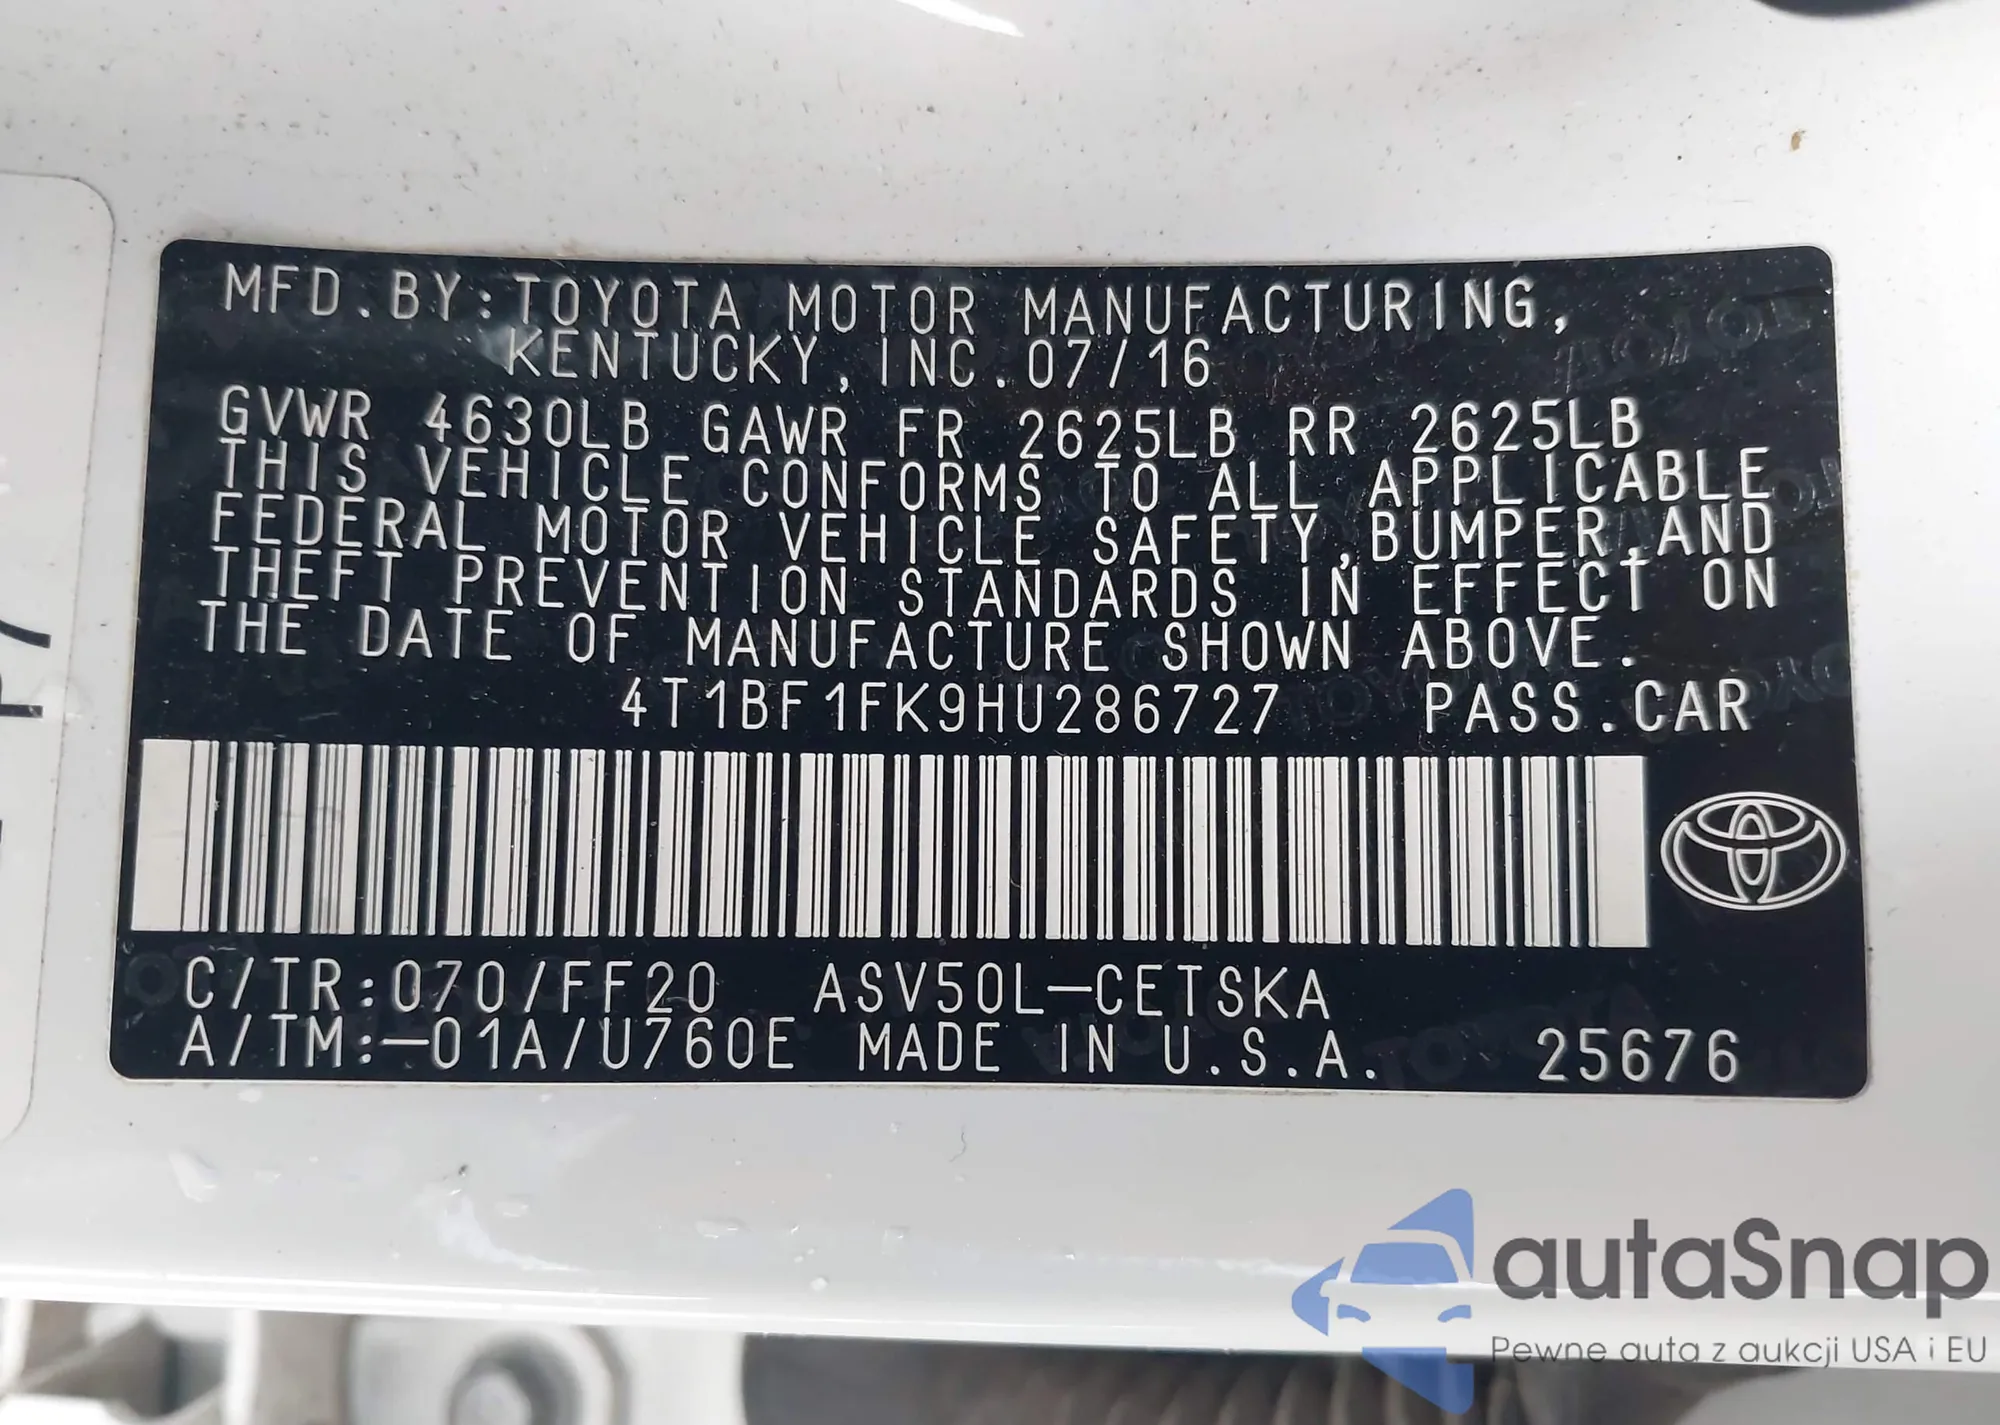 MFD.BY:TOYOTA MOTOR MANUFACTURING,
KENTUCKY,INC.07/16
GVWR 4630LB GAWR FR 2625LB RR 2625LB
THIS VEHICLE CONFORMS TO ALL APPLICABLE
FEDERAL MOTOR VEHICLE SAFETY,BUMPER,AND
THEFT PREVENTION STANDARDS IN EFFECT ON
THE DATE OF MANUFACTURE SHOWN ABOVE.
4T1BF1FK9HU286727 PASS.CAR
C/TR:070/FF20 ASV50L-CETSKA
A/TM:-01A/U760E MADE IN U.S.A. 25676
autaSnap
Pewne auta z aukcji USA i EU